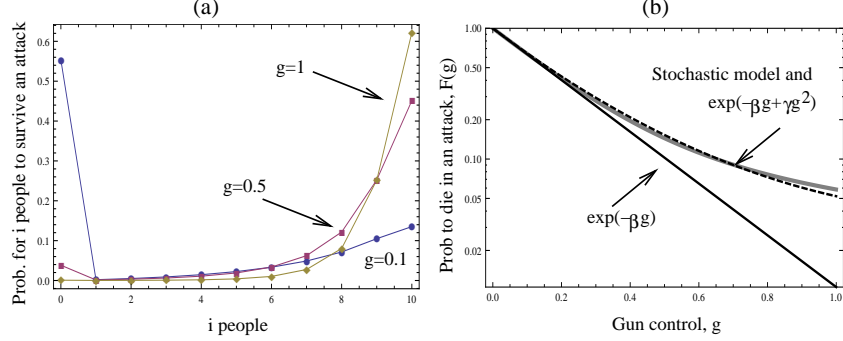 (a)
Prob. for i people to survive an attack
0.6
0.5
0.4
0.3
0.2
0.1
0.0
g=1
g=0.5
g=0.1
0 2 4 6 8 10
i people
(b)
Prob to die in an attack, F(g)
1.00
0.50
0.20
0.10
0.05
0.02
Stochastic model and
exp(-βg+γg²)
exp(-βg)
0.0 0.2 0.4 0.6 0.8 1.0
Gun control, g